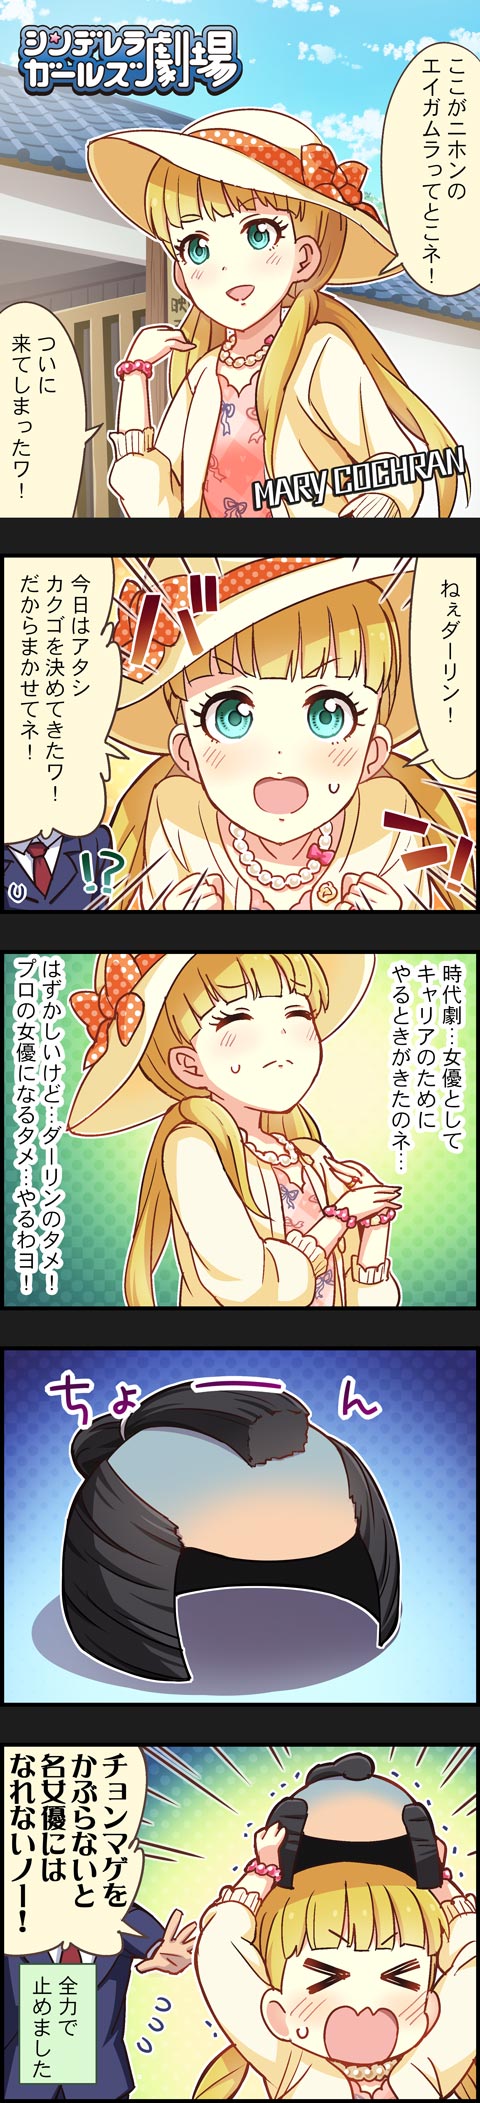 シンデレラ
ガールズ劇場
ここがニホンの
エイガムラってとこネ!
ついに
来てしまったワ!
映
MARY COCHRAN
ねぇダーリン!
バ
ーン!
今日はアタシ
カクゴを決めてきたワ!
だからまかせてネ!
!?
時代劇…女優として
キャリアのために
やるときがきたのネ…
はずかしいけど…ダーリンのタメ!
プロの女優になるタメ…やるわヨ!
ちょーん
チョンマゲを
かぶらないと
名女優には
なれないノー!
全力で
止めました